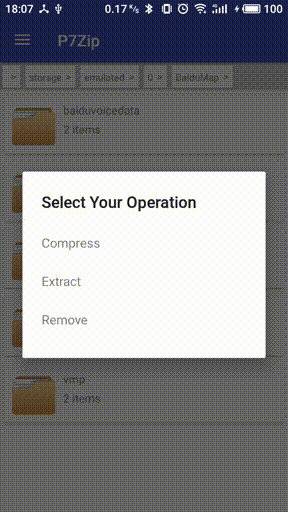 18:07 0.17 K/s 100
P7Zip
> storage > emulated > 0 > BaiduMap >
baiduvoicedata
2 items
Select Your Operation
Compress
Extract
Remove
vmp
2 items